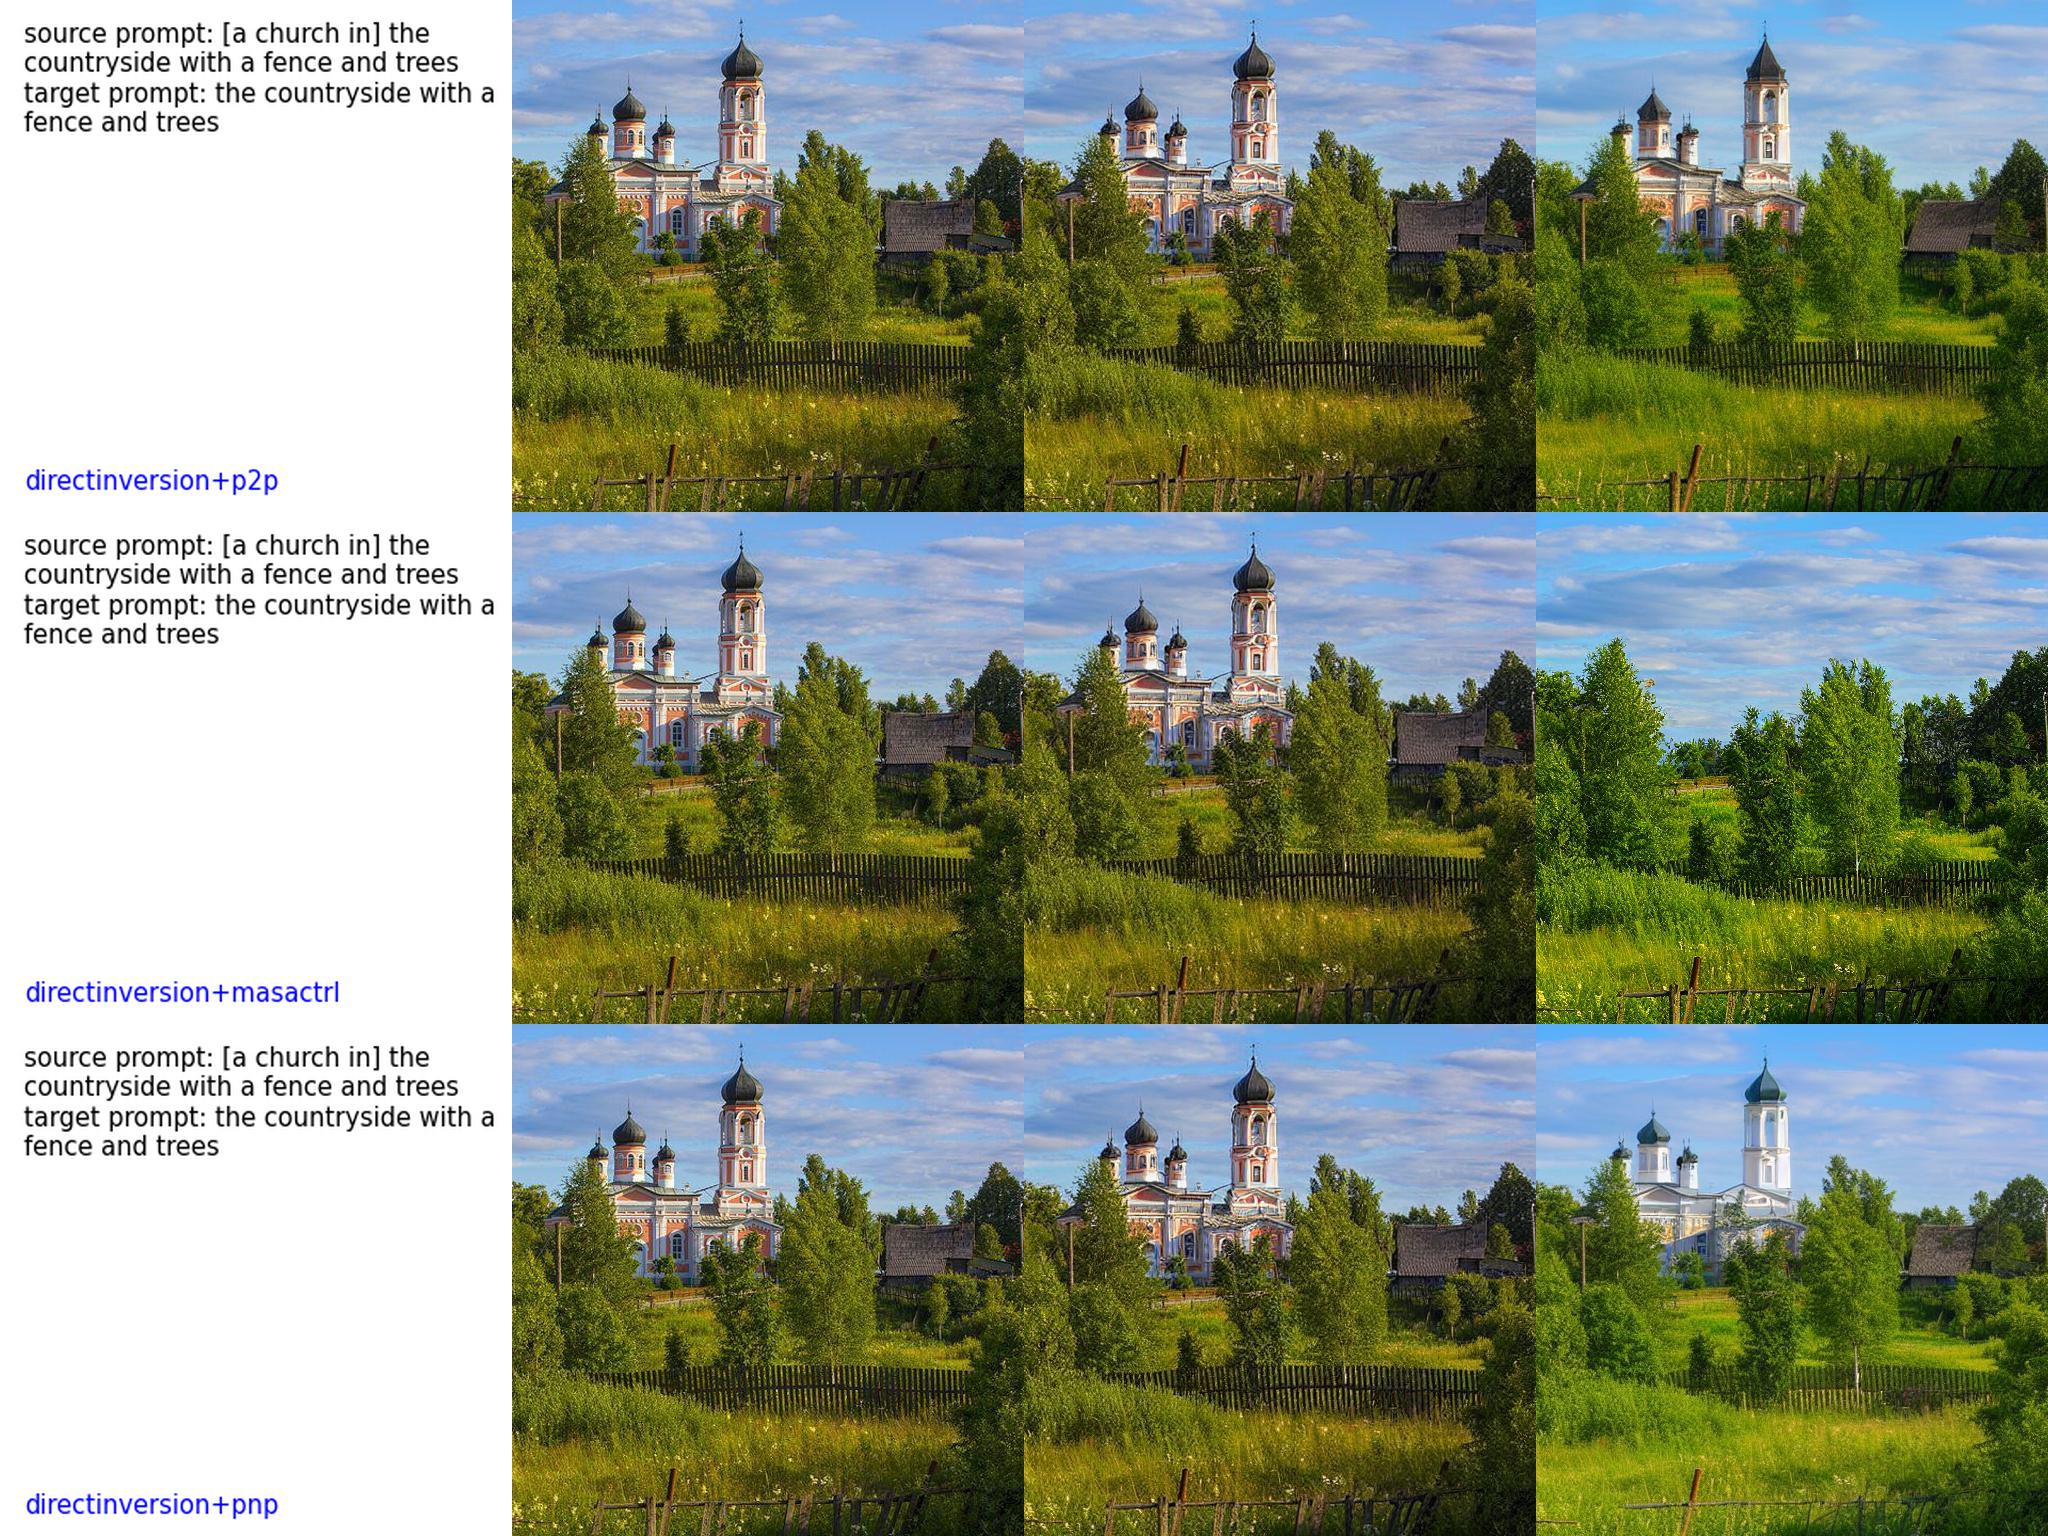 source prompt: [a church in] the
countryside with a fence and trees
target prompt: the countryside with a
fence and trees
directinversion+p2p
source prompt: [a church in] the
countryside with a fence and trees
target prompt: the countryside with a
fence and trees
directinversion+masactrl
source prompt: [a church in] the
countryside with a fence and trees
target prompt: the countryside with a
fence and trees
directinversion+pnp